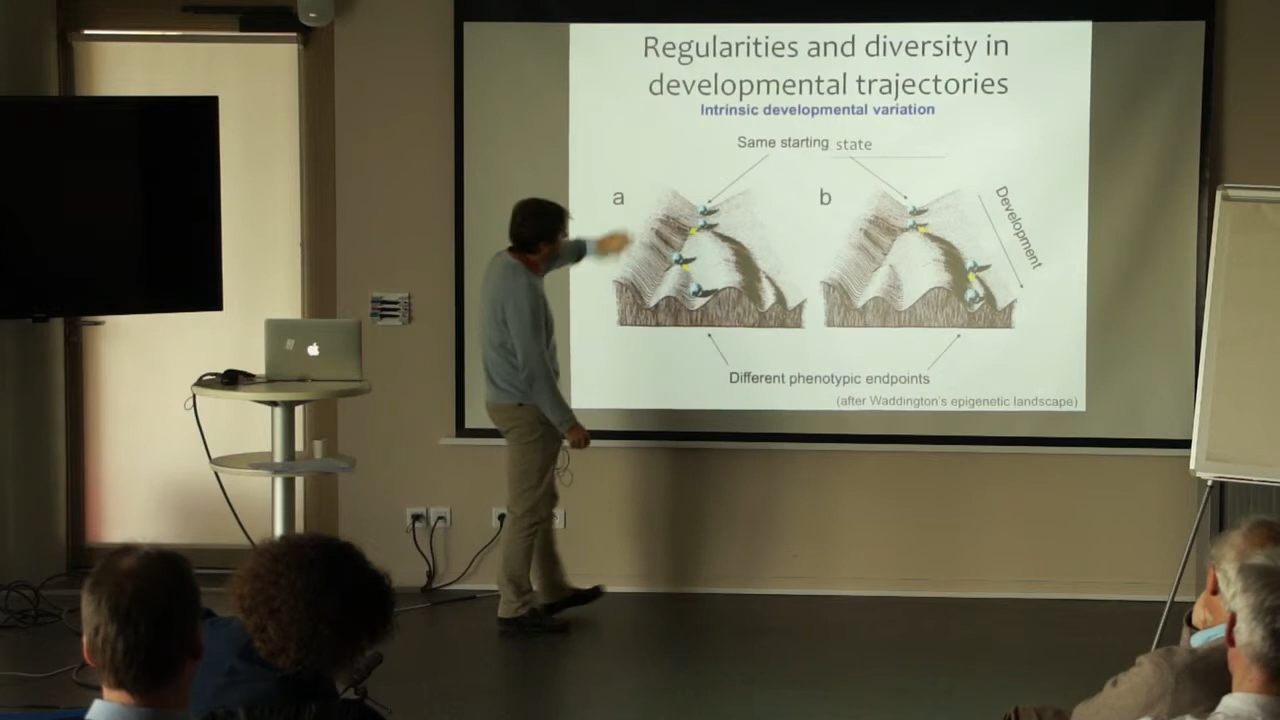 Regularities and diversity in
developmental trajectories
Intrinsic developmental variation
Same starting state
a
b
Development
Different phenotypic endpoints
(after Waddington's epigenetic landscape)